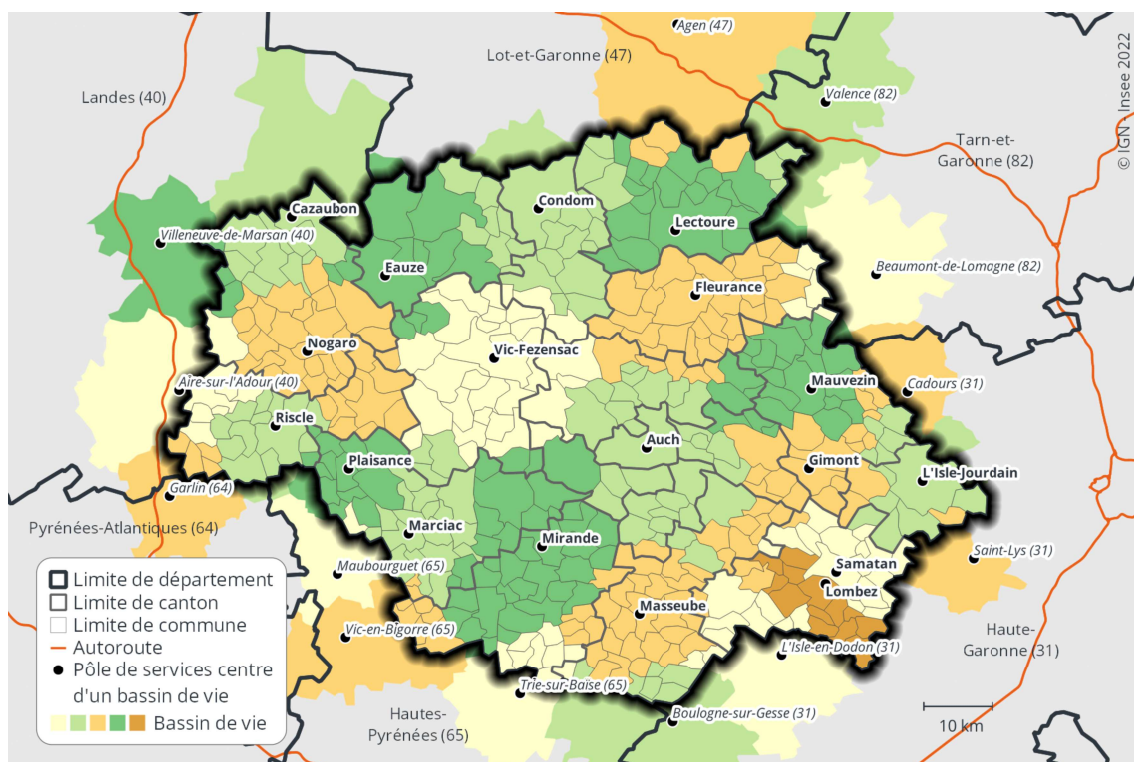 Agen (47)
Lot-et-Garonne (47)
© IGN - Insee 2022
Landes (40)
Valence (82)
Tarn-et-
Garonne (82)
Condom
Cazaubon
Lectoure
Villeneuve-de-Marsan (40)
Eauze
Beaumont-de-Lomagne (82)
Fleurance
Nogaro
Vic-Fezensac
Aire-sur-l'Adour (40)
Mauvezin
Cadours (31)
Riscle
Auch
Plaisance
Gimont
L'Isle-Jourdain
Garlin (64)
Pyrénées-Atlantiques (64)
Marciac
Mirande
Saint-Lys (31)
Maubourguet (65)
Samatan
Lombez
Masseube
Vic-en-Bigorre (65)
Haute-
Garonne (31)
L'Isle-en-Dodon (31)
Trie-sur-Baïse (65)
Hautes-
Pyrénées (65)
Boulogne-sur-Gesse (31)
10 km
Limite de département
Limite de canton
Limite de commune
Autoroute
Pôle de services centre
d'un bassin de vie
Bassin de vie